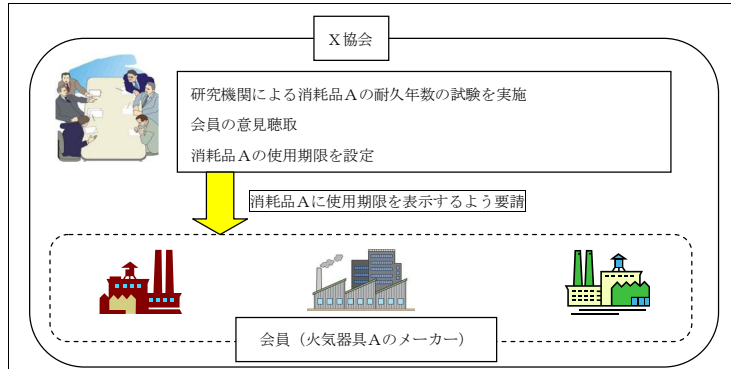 X協会
研究機関による消耗品Aの耐久年数の試験を実施
会員の意見聴取
消耗品Aの使用期限を設定
消耗品Aに使用期限を表示するよう要請
会員（火気器具Aのメーカー）